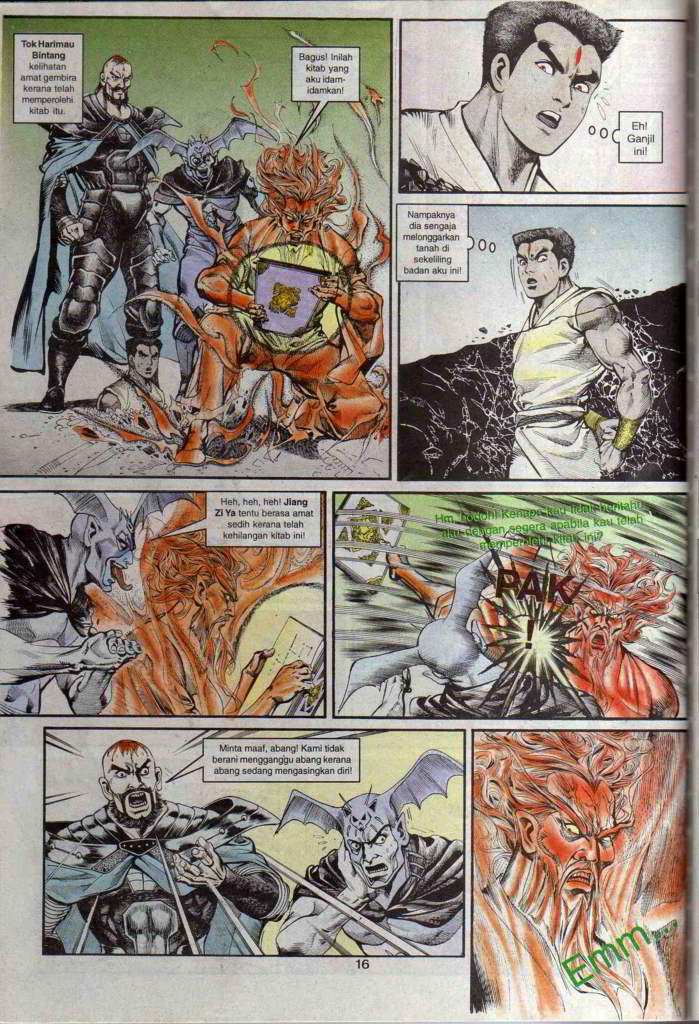 Tok Harimau
Bintang
kelihatan
amat gembira
kerana telah
memperolehi
kitab itu.
Bagus! Inilah
kitab yang
aku idam-
idamkan!
Eh!
Ganjil
ini!
Nampaknya
dia sengaja
melonggarkan
tanah di
sekeliling
badan aku ini!
Heh, heh, heh! Jiang
Zi Ya tentu berasa amat
sedih kerana telah
kehilangan kitab ini!
Hm, bodoh! Kenapa kau tidak beritahu
aku dengan segera apabila kau telah
memperolehi kitab ini?
PAK
!
Minta maaf, abang! Kami tidak
berani mengganggu abang kerana
abang sedang mengasingkan diri!
Emm....
16